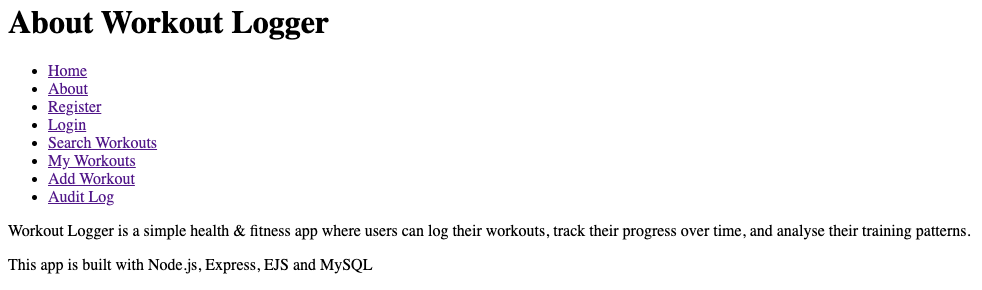 About Workout Logger
Home
About
Register
Login
Search Workouts
My Workouts
Add Workout
Audit Log
Workout Logger is a simple health & fitness app where users can log their workouts, track their progress over time, and analyse their training patterns.
This app is built with Node.js, Express, EJS and MySQL